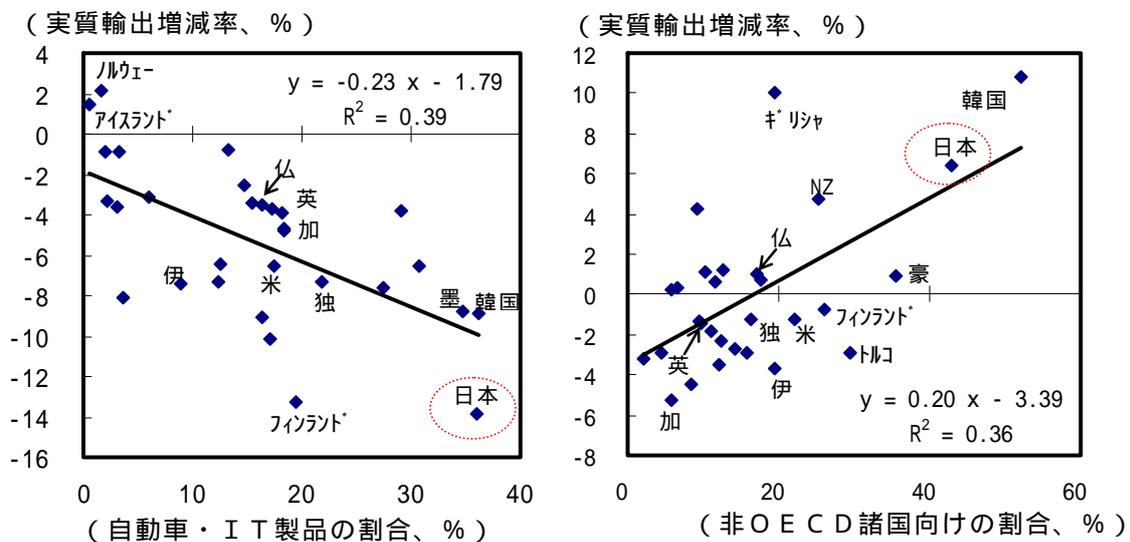 （実質輸出増減率、％）
4
2
0
-2
-4
-6
-8
-10
-12
-14
-16
ﾉﾙｳｪｰ
ｱｲｽﾗﾝﾄﾞ
y = -0.23 x - 1.79
R² = 0.39
仏
英
加
伊
米
独
墨
韓国
日本
ﾌｨﾝﾗﾝﾄﾞ
0 10 20 30 40
（自動車・ＩＴ製品の割合、％）
（実質輸出増減率、％）
12
10
8
6
4
2
0
-2
-4
-6
-8
韓国
ｷﾞﾘｼｬ
日本
NZ
仏
豪
ﾌｨﾝﾗﾝﾄﾞ
独
米
英
ﾄﾙｺ
伊
加
y = 0.20 x - 3.39
R² = 0.36
0 20 40 60
（非ＯＥＣＤ諸国向けの割合、％）